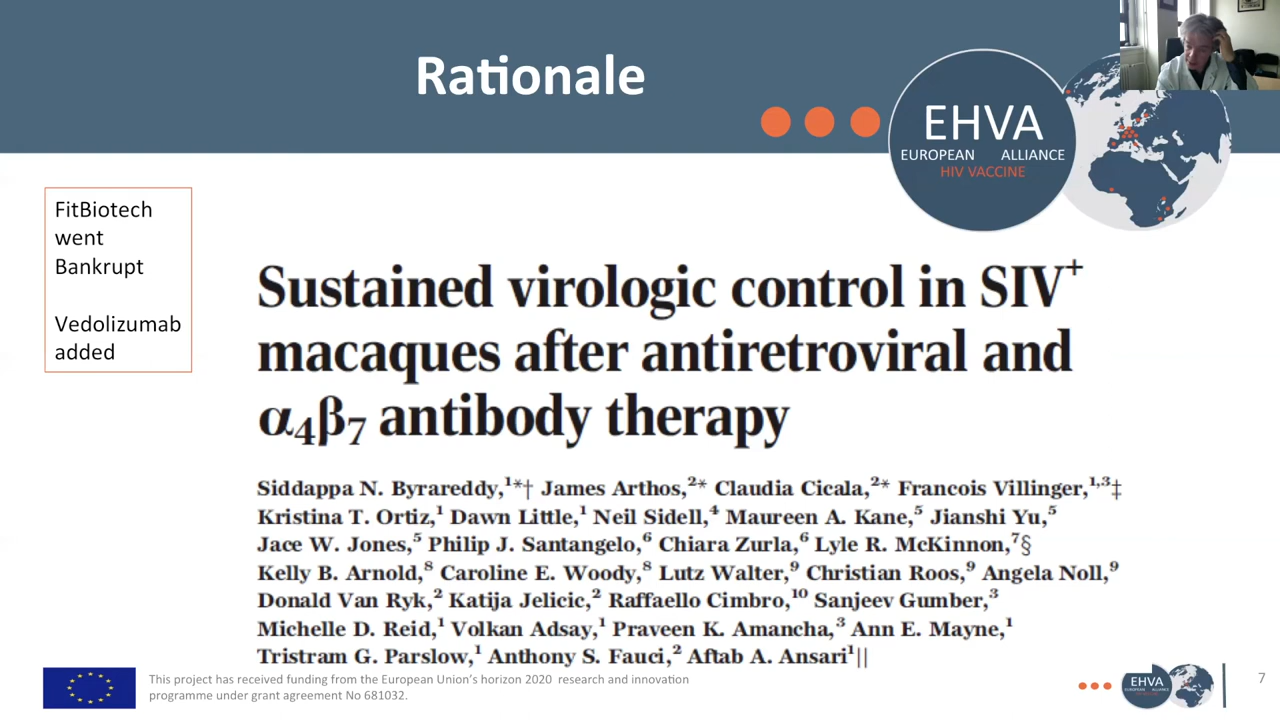 Rationale
EHVA
EUROPEAN ALLIANCE
HIV VACCINE
FitBiotech
went
Bankrupt
Vedolizumab
added
Sustained virologic control in SIV⁺
macaques after antiretroviral and
α₄β₇ antibody therapy
Siddappa N. Byrareddy,¹*† James Arthos,²* Claudia Cicala,²* Francois Villinger,¹,³‡
Kristina T. Ortiz,¹ Dawn Little,¹ Neil Sidell,⁴ Maureen A. Kane,⁵ Jianshi Yu,⁵
Jace W. Jones,⁵ Philip J. Santangelo,⁶ Chiara Zurla,⁶ Lyle R. McKinnon,⁷§
Kelly B. Arnold,⁸ Caroline E. Woody,⁸ Lutz Walter,⁹ Christian Roos,⁹ Angela Noll,⁹
Donald Van Ryk,² Katija Jelicic,² Raffaello Cimbro,¹⁰ Sanjeev Gumber,³
Michelle D. Reid,¹ Volkan Adsay,¹ Praveen K. Amancha,³ Ann E. Mayne,¹
Tristram G. Parslow,¹ Anthony S. Fauci,² Aftab A. Ansari¹||
This project has received funding from the European Union's horizon 2020 research and innovation
programme under grant agreement No 681032.
EHVA
EUROPEAN ALLIANCE
7